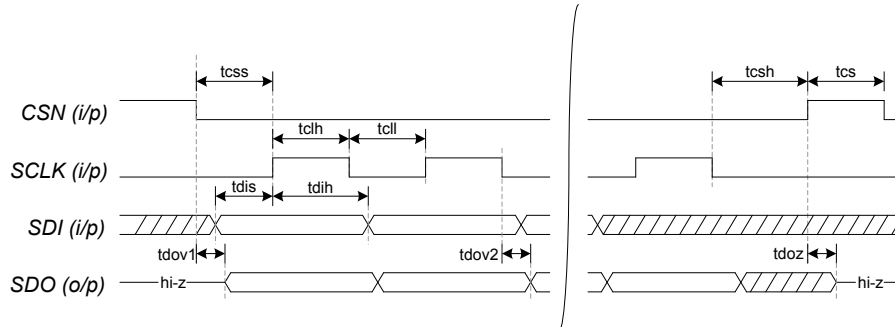 tcss
tcsh
tcs
CSN (i/p)
tclh
tcll
SCLK (i/p)
tdis
tdih
SDI (i/p)
tdov1
tdov2
tdoz
SDO (o/p)
hi-z
hi-z